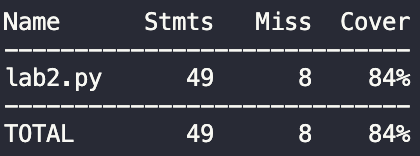 Name Stmts Miss Cover
lab2.py 49 8 84%
TOTAL 49 8 84%